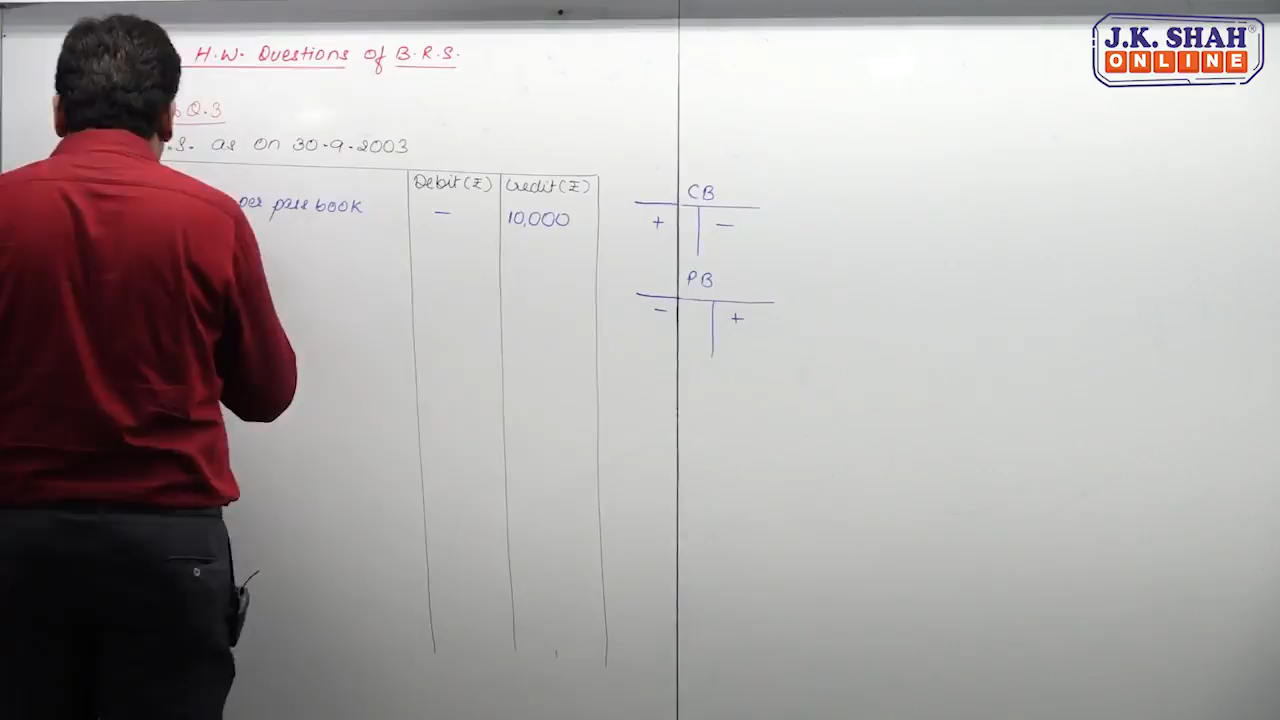 H.W. Questions of B.R.S.
Q.3
.S. as on 30.9.2003
Debit(₹) Credit(₹)
per pass book — 10,000
CB
+ —
PB
— +
J.K. SHAH®
ONLINE